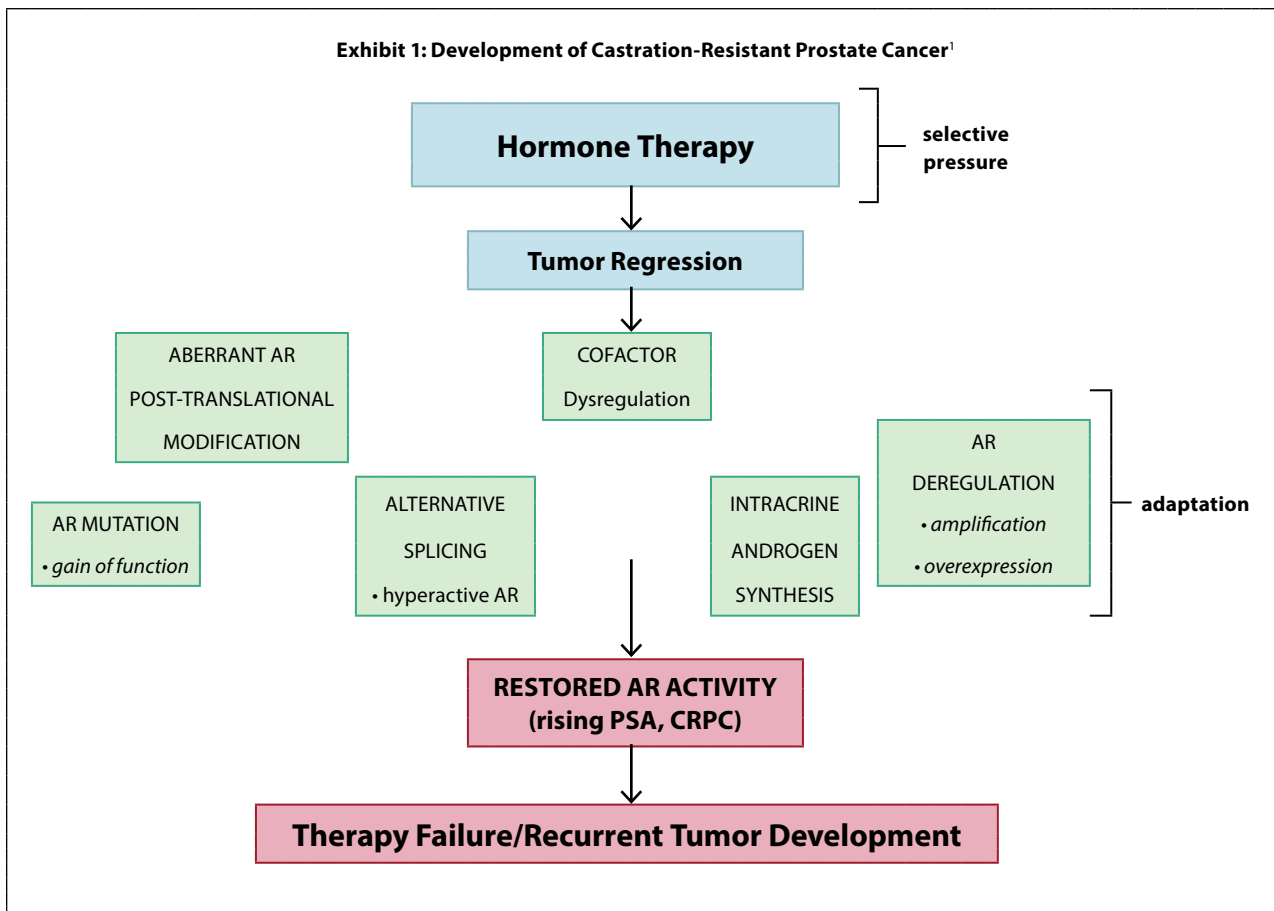 Exhibit 1: Development of Castration-Resistant Prostate Cancer¹
Hormone Therapy
selective
pressure
Tumor Regression
ABERRANT AR
POST-TRANSLATIONAL
MODIFICATION
COFACTOR
Dysregulation
AR MUTATION
• gain of function
ALTERNATIVE
SPLICING
• hyperactive AR
INTRACRINE
ANDROGEN
SYNTHESIS
AR
DEREGULATION
• amplification
• overexpression
adaptation
RESTORED AR ACTIVITY
(rising PSA, CRPC)
Therapy Failure/Recurrent Tumor Development